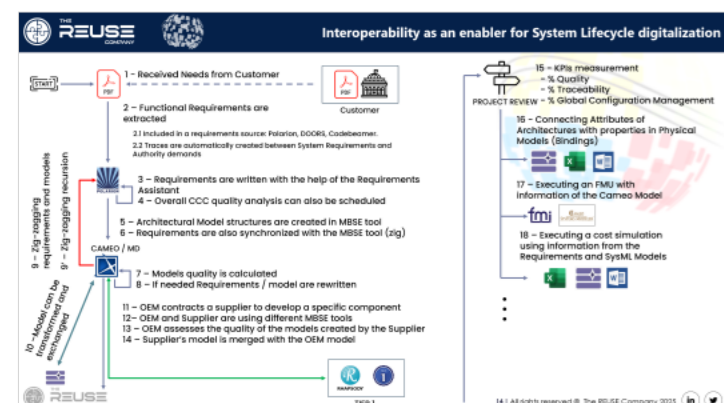 THE
REUSE
COMPANY
Interoperability as an enabler for System Lifecycle digitalization
START
PDF
1 – Received Needs from Customer
PDF
Customer
2 – Functional Requirements are
extracted
2.1 Included in a requirements source: Polarion, DOORS, Codebeamer.
2.2 Traces are automatically created between System Requirements and
Authority demands
POLARION
3 – Requirements are written with the help of the Requirements
Assistant
4 – Overall CCC quality analysis can also be scheduled
5 – Architectural Model structures are created in MBSE tool
6 – Requirements are also synchronized with the MBSE tool (zig)
9 – Zig-zagging
requirements and models
9' – Zig-zagging recursion
CAMEO / MD
7 – Models quality is calculated
8 – If needed Requirements / model are rewritten
10 –Model can be
transformed and
exchanged
11 – OEM contracts a supplier to develop a specific component
12– OEM and Supplier are using different MBSE tools
13 – OEM assesses the quality of the models created by the Supplier
14 – Supplier's model is merged with the OEM model
RHAPSODY
TIER 1
THE
REUSE
15 – KPIs measurement
- % Quality
- % Traceability
- % Global Configuration Management
PROJECT REVIEW
16 - Connecting Attributes of
Architectures with properties in Physical
Models (Bindings)
17 – Executing an FMU with
information of the Cameo Model
fmi
18 – Executing a cost simulation
using information from the
Requirements and SysML Models
14 | All rights reserved @ The REUSE Company 2025
in